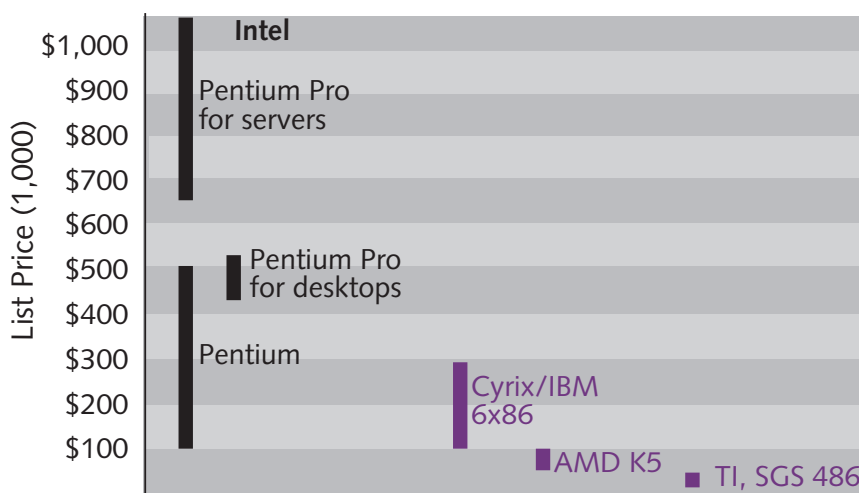 Intel
$1,000
$900
$800
$700
$600
$500
$400
$300
$200
$100
List Price (1,000)
Pentium Pro
for servers
Pentium Pro
for desktops
Pentium
Cyrix/IBM
6x86
AMD K5
TI, SGS 486